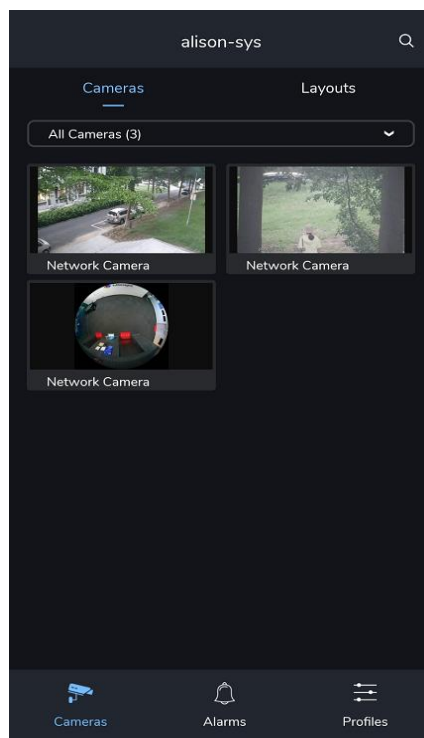 alison-sys
Cameras
Layouts
All Cameras (3)
Network Camera
Network Camera
Network Camera
Cameras
Alarms
Profiles